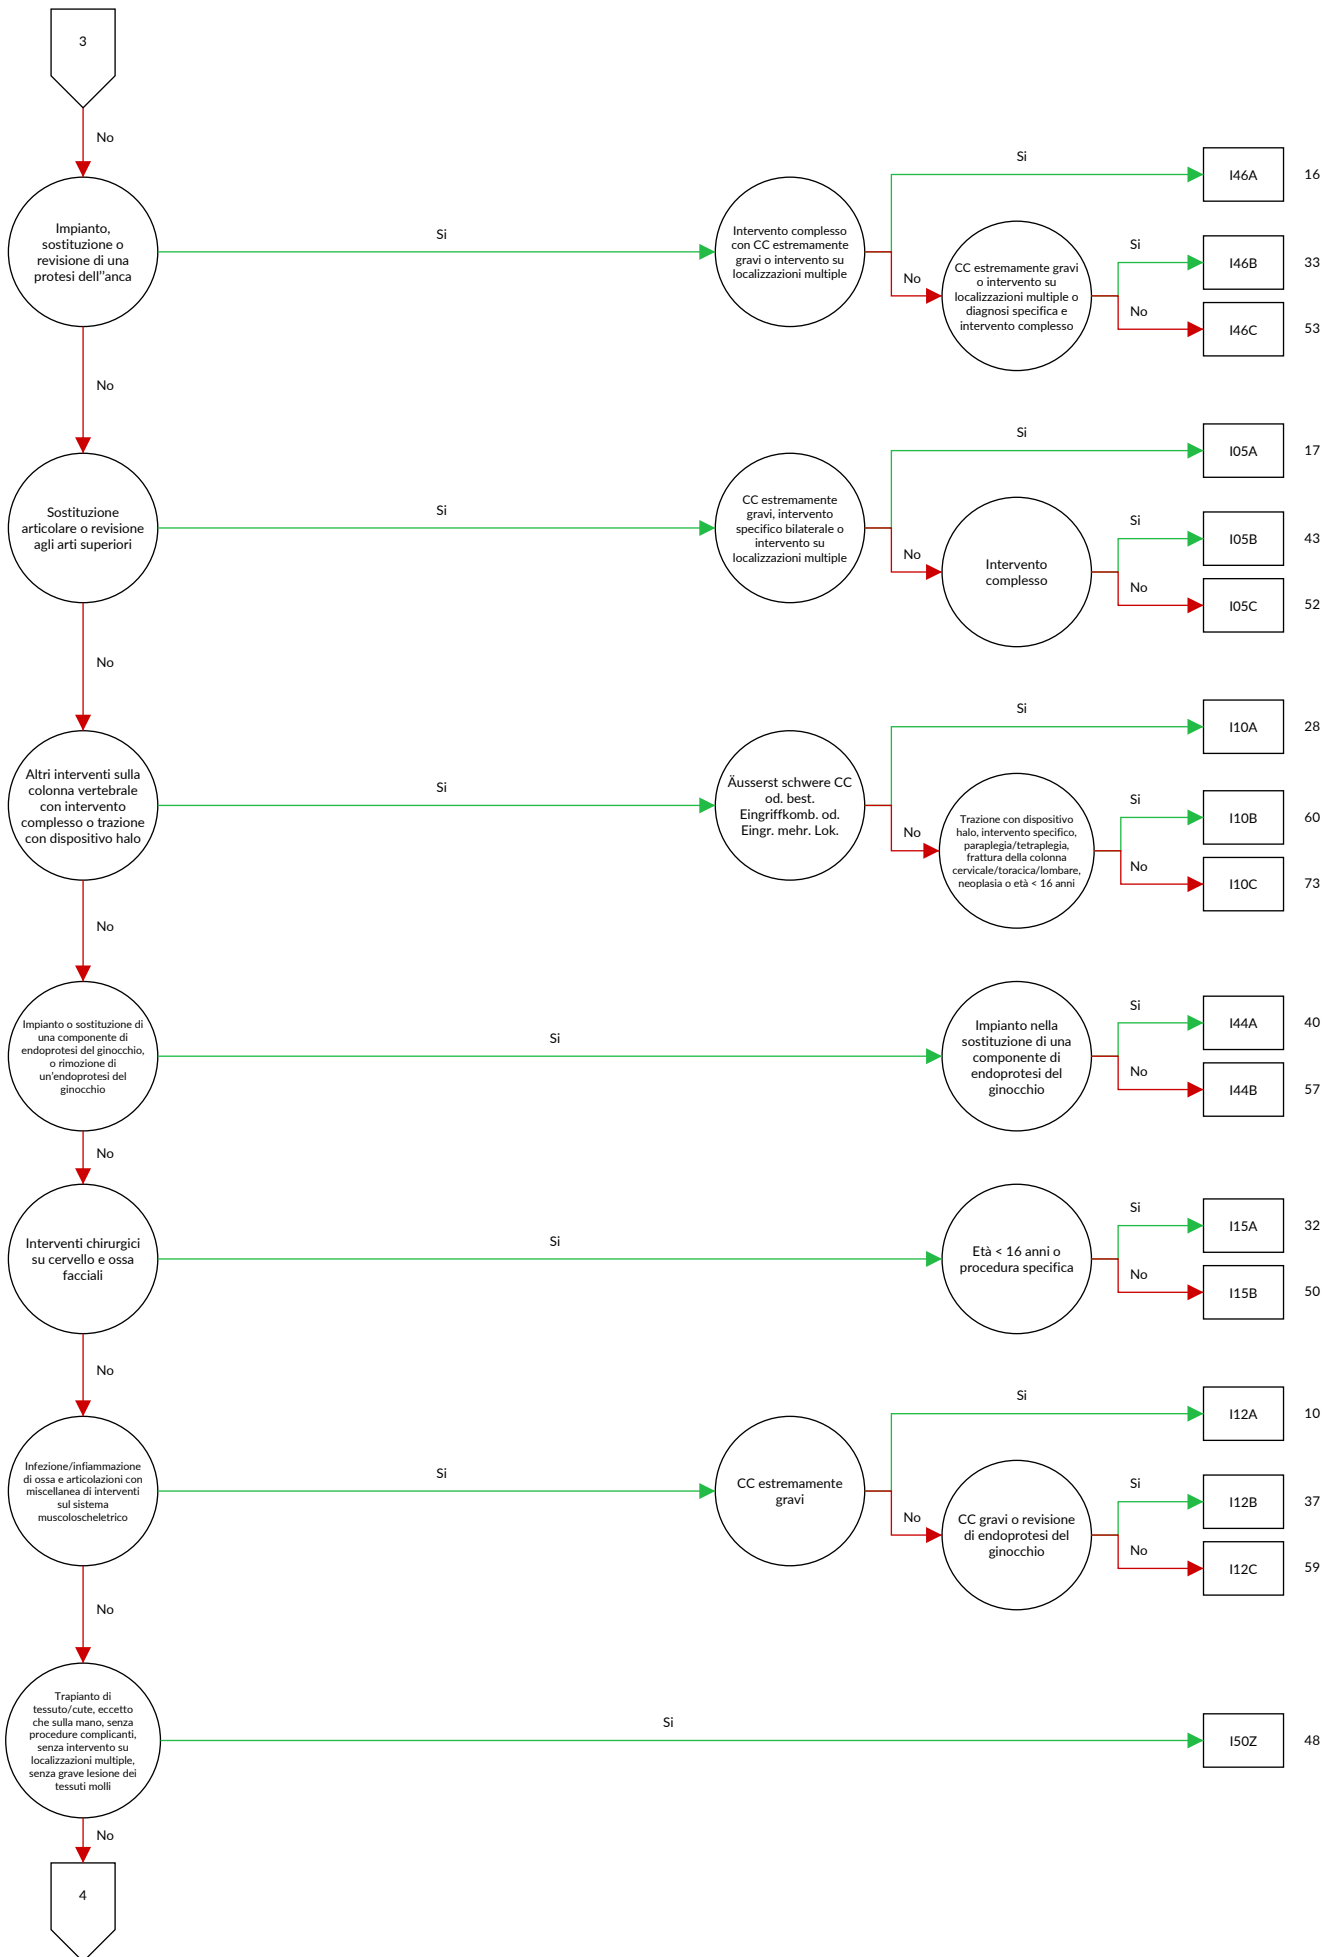 3
No
Impianto,
sostituzione o
revisione di una
protesi dell''anca
Si
Intervento complesso
con CC estremamente
gravi o intervento su
localizzazioni multiple
Si
I46A
16
No
CC estremamente gravi
o intervento su
localizzazioni multiple o
diagnosi specifica e
intervento complesso
Si
I46B
33
No
I46C
53
No
Sostituzione
articolare o revisione
agli arti superiori
Si
CC estremamente
gravi, intervento
specifico bilaterale o
intervento su
localizzazioni multiple
Si
I05A
17
No
Intervento
complesso
Si
I05B
43
No
I05C
52
No
Altri interventi sulla
colonna vertebrale
con intervento
complesso o trazione
con dispositivo halo
Si
Äusserst schwere CC
od. best.
Eingriffkomb. od.
Eingr. mehr. Lok.
Si
I10A
28
No
Trazione con dispositivo
halo, intervento specifico,
paraplegia/tetraplegia,
frattura della colonna
cervicale/toracica/lombare,
neoplasia o età < 16 anni
Si
I10B
60
No
I10C
73
No
Impianto o sostituzione di
una componente di
endoprotesi del ginocchio,
o rimozione di
un'endoprotesi del
ginocchio
Si
Impianto nella
sostituzione di una
componente di
endoprotesi del
ginocchio
Si
I44A
40
No
I44B
57
No
Interventi chirurgici
su cervello e ossa
facciali
Si
Età < 16 anni o
procedura specifica
Si
I15A
32
No
I15B
50
No
Infezione/infiammazione
di ossa e articolazioni con
miscellanea di interventi
sul sistema
muscoloscheletrico
Si
CC estremamente
gravi
Si
I12A
10
No
CC gravi o revisione
di endoprotesi del
ginocchio
Si
I12B
37
No
I12C
59
No
Trapianto di
tessuto/cute, eccetto
che sulla mano, senza
procedure complicanti,
senza intervento su
localizzazioni multiple,
senza grave lesione dei
tessuti molli
Si
I50Z
48
No
4